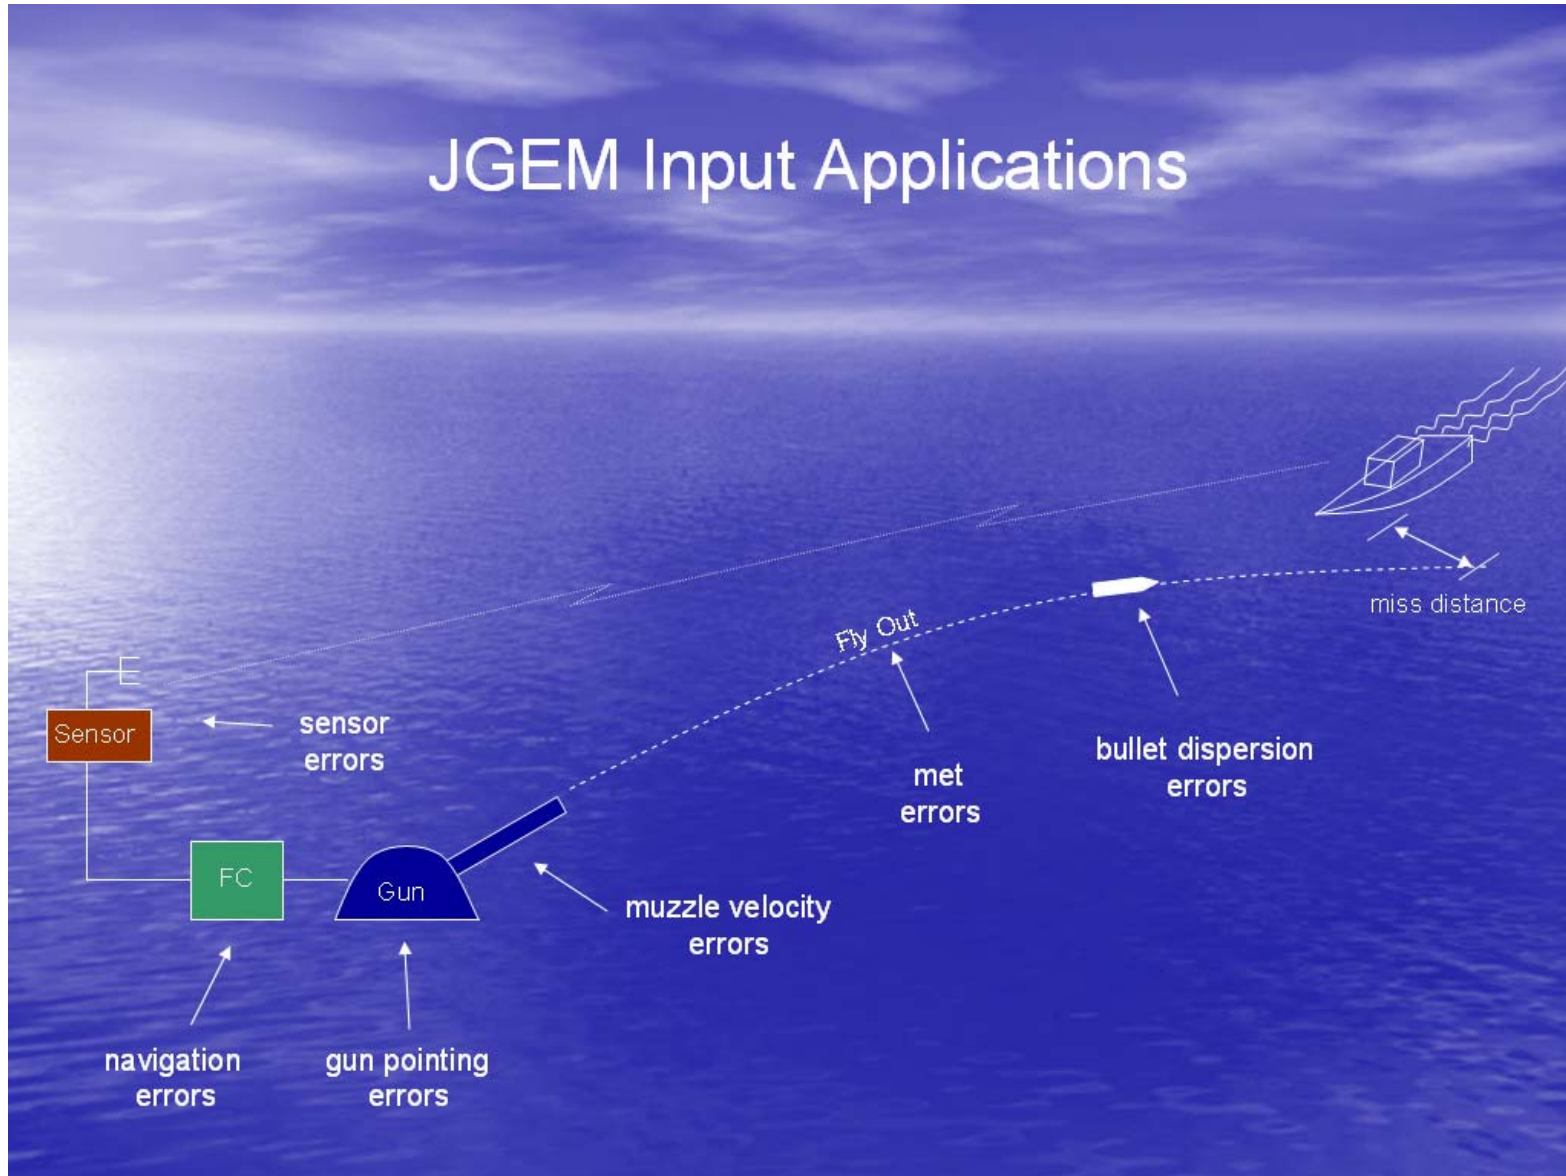 JGEM Input Applications
miss distance
Fly Out
Sensor
sensor
errors
bullet dispersion
errors
met
errors
FC
Gun
muzzle velocity
errors
navigation
errors
gun pointing
errors